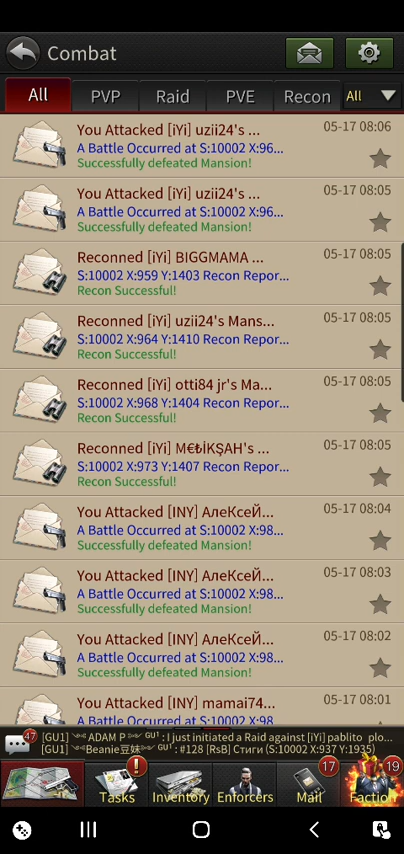 Combat
All
PVP
Raid
PVE
Recon
All
You Attacked [iYi] uzii24's ...
05-17 08:06
A Battle Occurred at S:10002 X:96...
Successfully defeated Mansion!
You Attacked [iYi] uzii24's ...
05-17 08:05
A Battle Occurred at S:10002 X:96...
Successfully defeated Mansion!
Reconned [iYi] BIGGMAMA ...
05-17 08:05
S:10002 X:959 Y:1403 Recon Repor...
Recon Successful!
Reconned [iYi] uzii24's Mans...
05-17 08:05
S:10002 X:964 Y:1410 Recon Repor...
Recon Successful!
Reconned [iYi] otti84 jr's Ma...
05-17 08:05
S:10002 X:968 Y:1404 Recon Repor...
Recon Successful!
Reconned [iYi] M€₺İKŞAH's ...
05-17 08:05
S:10002 X:973 Y:1407 Recon Repor...
Recon Successful!
You Attacked [INY] АлеКсеЙ...
05-17 08:04
A Battle Occurred at S:10002 X:98...
Successfully defeated Mansion!
You Attacked [INY] АлеКсеЙ...
05-17 08:03
A Battle Occurred at S:10002 X:98...
Successfully defeated Mansion!
You Attacked [INY] АлеКсеЙ...
05-17 08:02
A Battle Occurred at S:10002 X:98...
Successfully defeated Mansion!
You Attacked [INY] mamai74...
05-17 08:01
A Battle Occurred at S:10002 X:98
47
[GU1] ༺ ADAM P༻ ᴳᵁ¹ : I just initiated a Raid against [iYi] pablito plo...
[GU1] ༺Beanie豆妹༻ ᴳᵁ¹ : #128 [RsB] Стиги (S:10002 X:937 Y:1935)
! 17 19
Tasks
Inventory
Enforcers
Mail
Faction